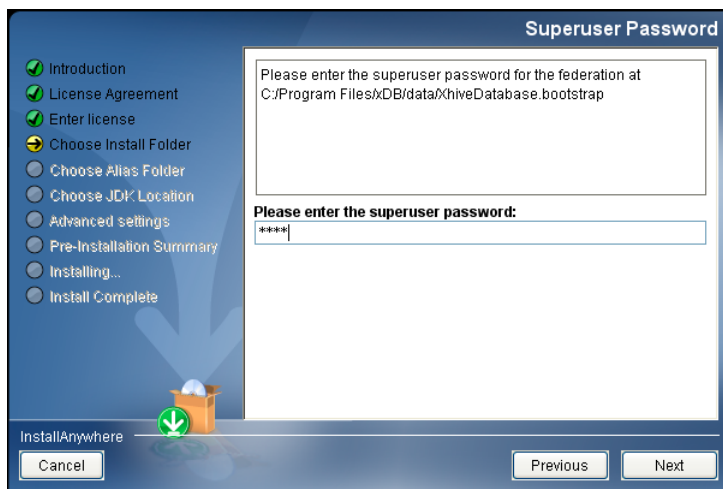 Superuser Password
Introduction
License Agreement
Enter license
Choose Install Folder
Choose Alias Folder
Choose JDK Location
Advanced settings
Pre-Installation Summary
Installing...
Install Complete
Please enter the superuser password for the federation at
C:/Program Files/xDB/data/XhiveDatabase.bootstrap
Please enter the superuser password:
****
InstallAnywhere
Cancel
Previous
Next